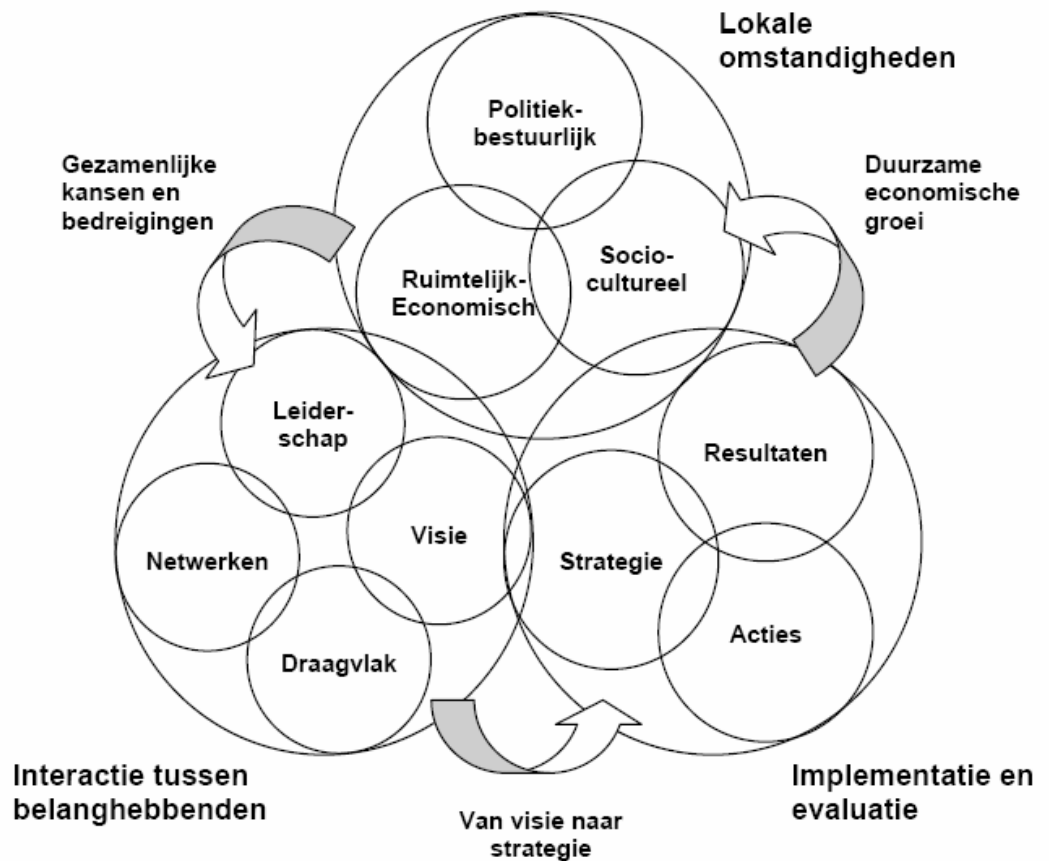 Lokale
omstandigheden
Politiek-
bestuurlijk
Gezamenlijke
kansen en
bedreigingen
Duurzame
economische
groei
Socio-
cultureel
Ruimtelijk-
Economisch
Leider-
schap
Resultaten
Visie
Netwerken
Strategie
Acties
Draagvlak
Interactie tussen
belanghebbenden
Implementatie en
evaluatie
Van visie naar
strategie